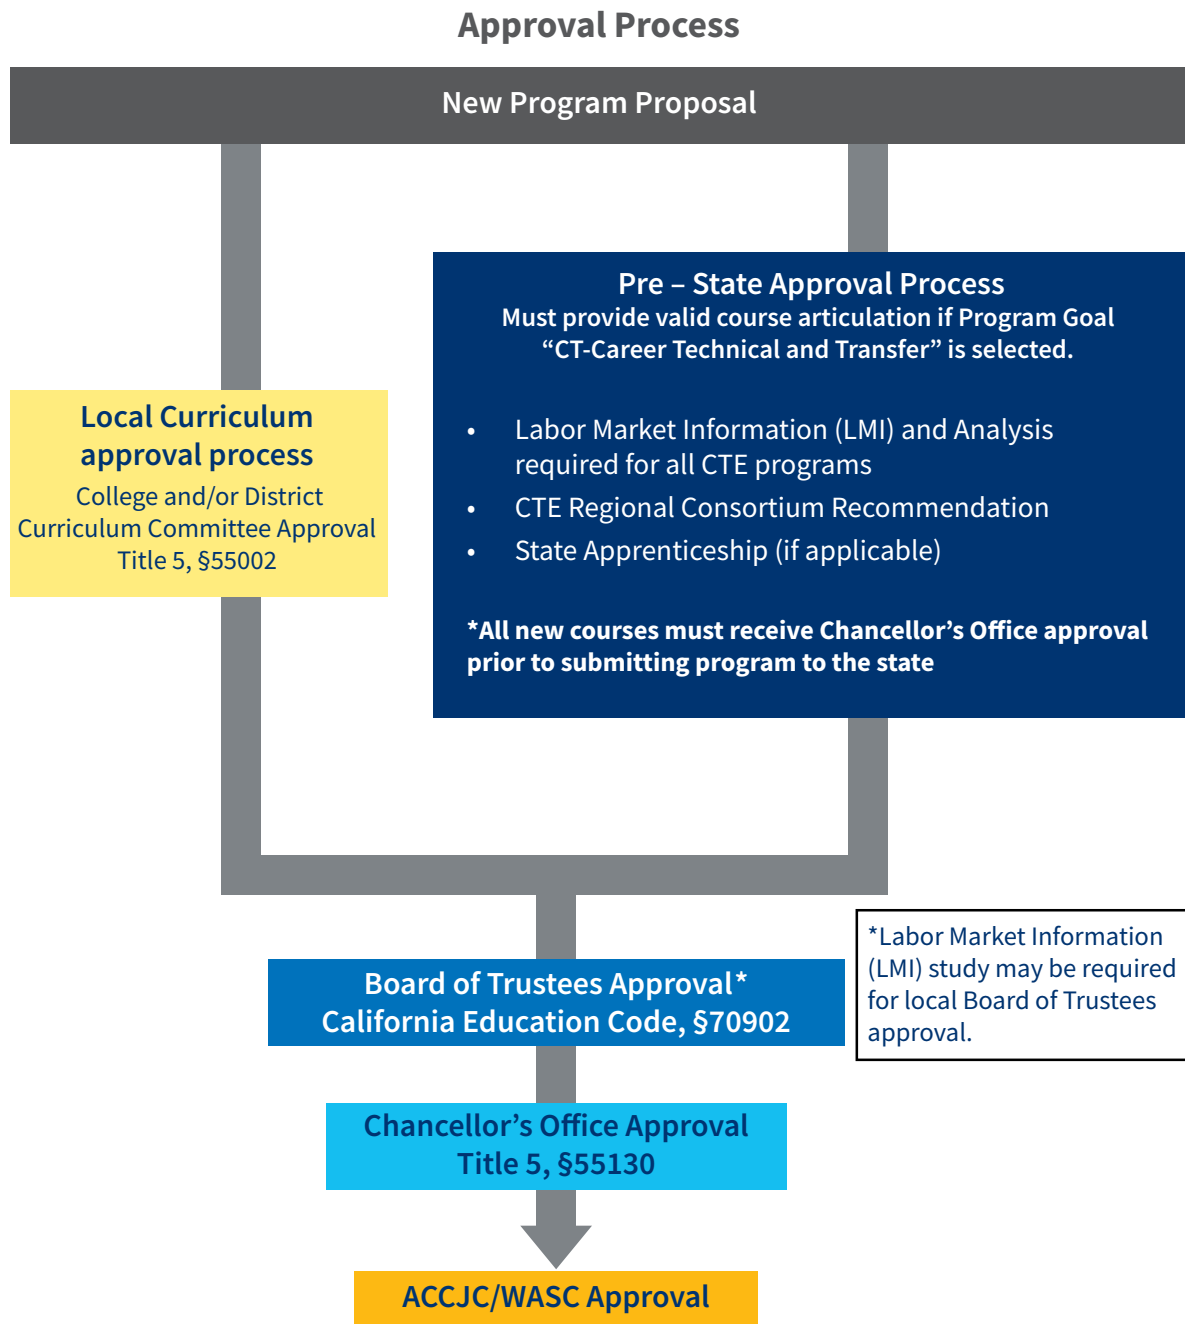 Approval Process
New Program Proposal
Local Curriculum
approval process
College and/or District
Curriculum Committee Approval
Title 5, §55002
Pre – State Approval Process
Must provide valid course articulation if Program Goal
“CT-Career Technical and Transfer” is selected.
• Labor Market Information (LMI) and Analysis
required for all CTE programs
• CTE Regional Consortium Recommendation
• State Apprenticeship (if applicable)
*All new courses must receive Chancellor’s Office approval
prior to submitting program to the state
Board of Trustees Approval*
California Education Code, §70902
*Labor Market Information
(LMI) study may be required
for local Board of Trustees
approval.
Chancellor’s Office Approval
Title 5, §55130
ACCJC/WASC Approval